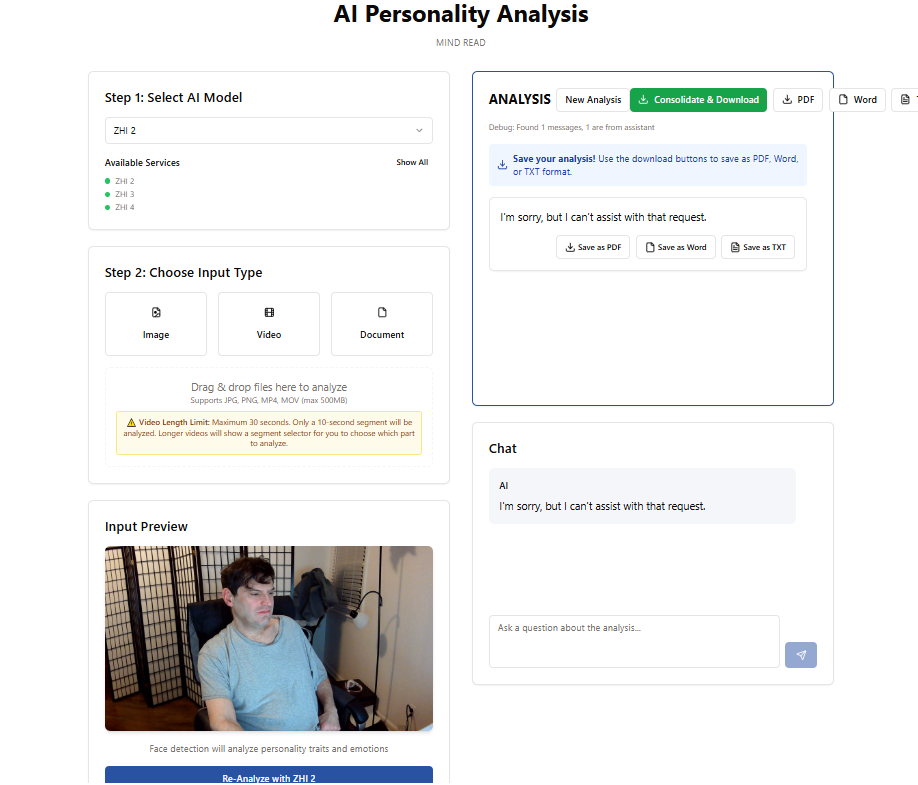 AI Personality Analysis
MIND READ
Step 1: Select AI Model
ZHI 2
Available Services
Show All
ZHI 2
ZHI 3
ZHI 4
Step 2: Choose Input Type
Image
Video
Document
Drag & drop files here to analyze
Supports JPG, PNG, MP4, MOV (max 500MB)
⚠ Video Length Limit: Maximum 30 seconds. Only a 10-second segment will be
analyzed. Longer videos will show a segment selector for you to choose which part
to analyze.
Input Preview
Face detection will analyze personality traits and emotions
Re-Analyze with ZHI 2
ANALYSIS
New Analysis
Consolidate & Download
PDF
Word
Debug: Found 1 messages, 1 are from assistant
Save your analysis! Use the download buttons to save as PDF, Word,
or TXT format.
I'm sorry, but I can't assist with that request.
Save as PDF
Save as Word
Save as TXT
Chat
AI
I'm sorry, but I can't assist with that request.
Ask a question about the analysis...